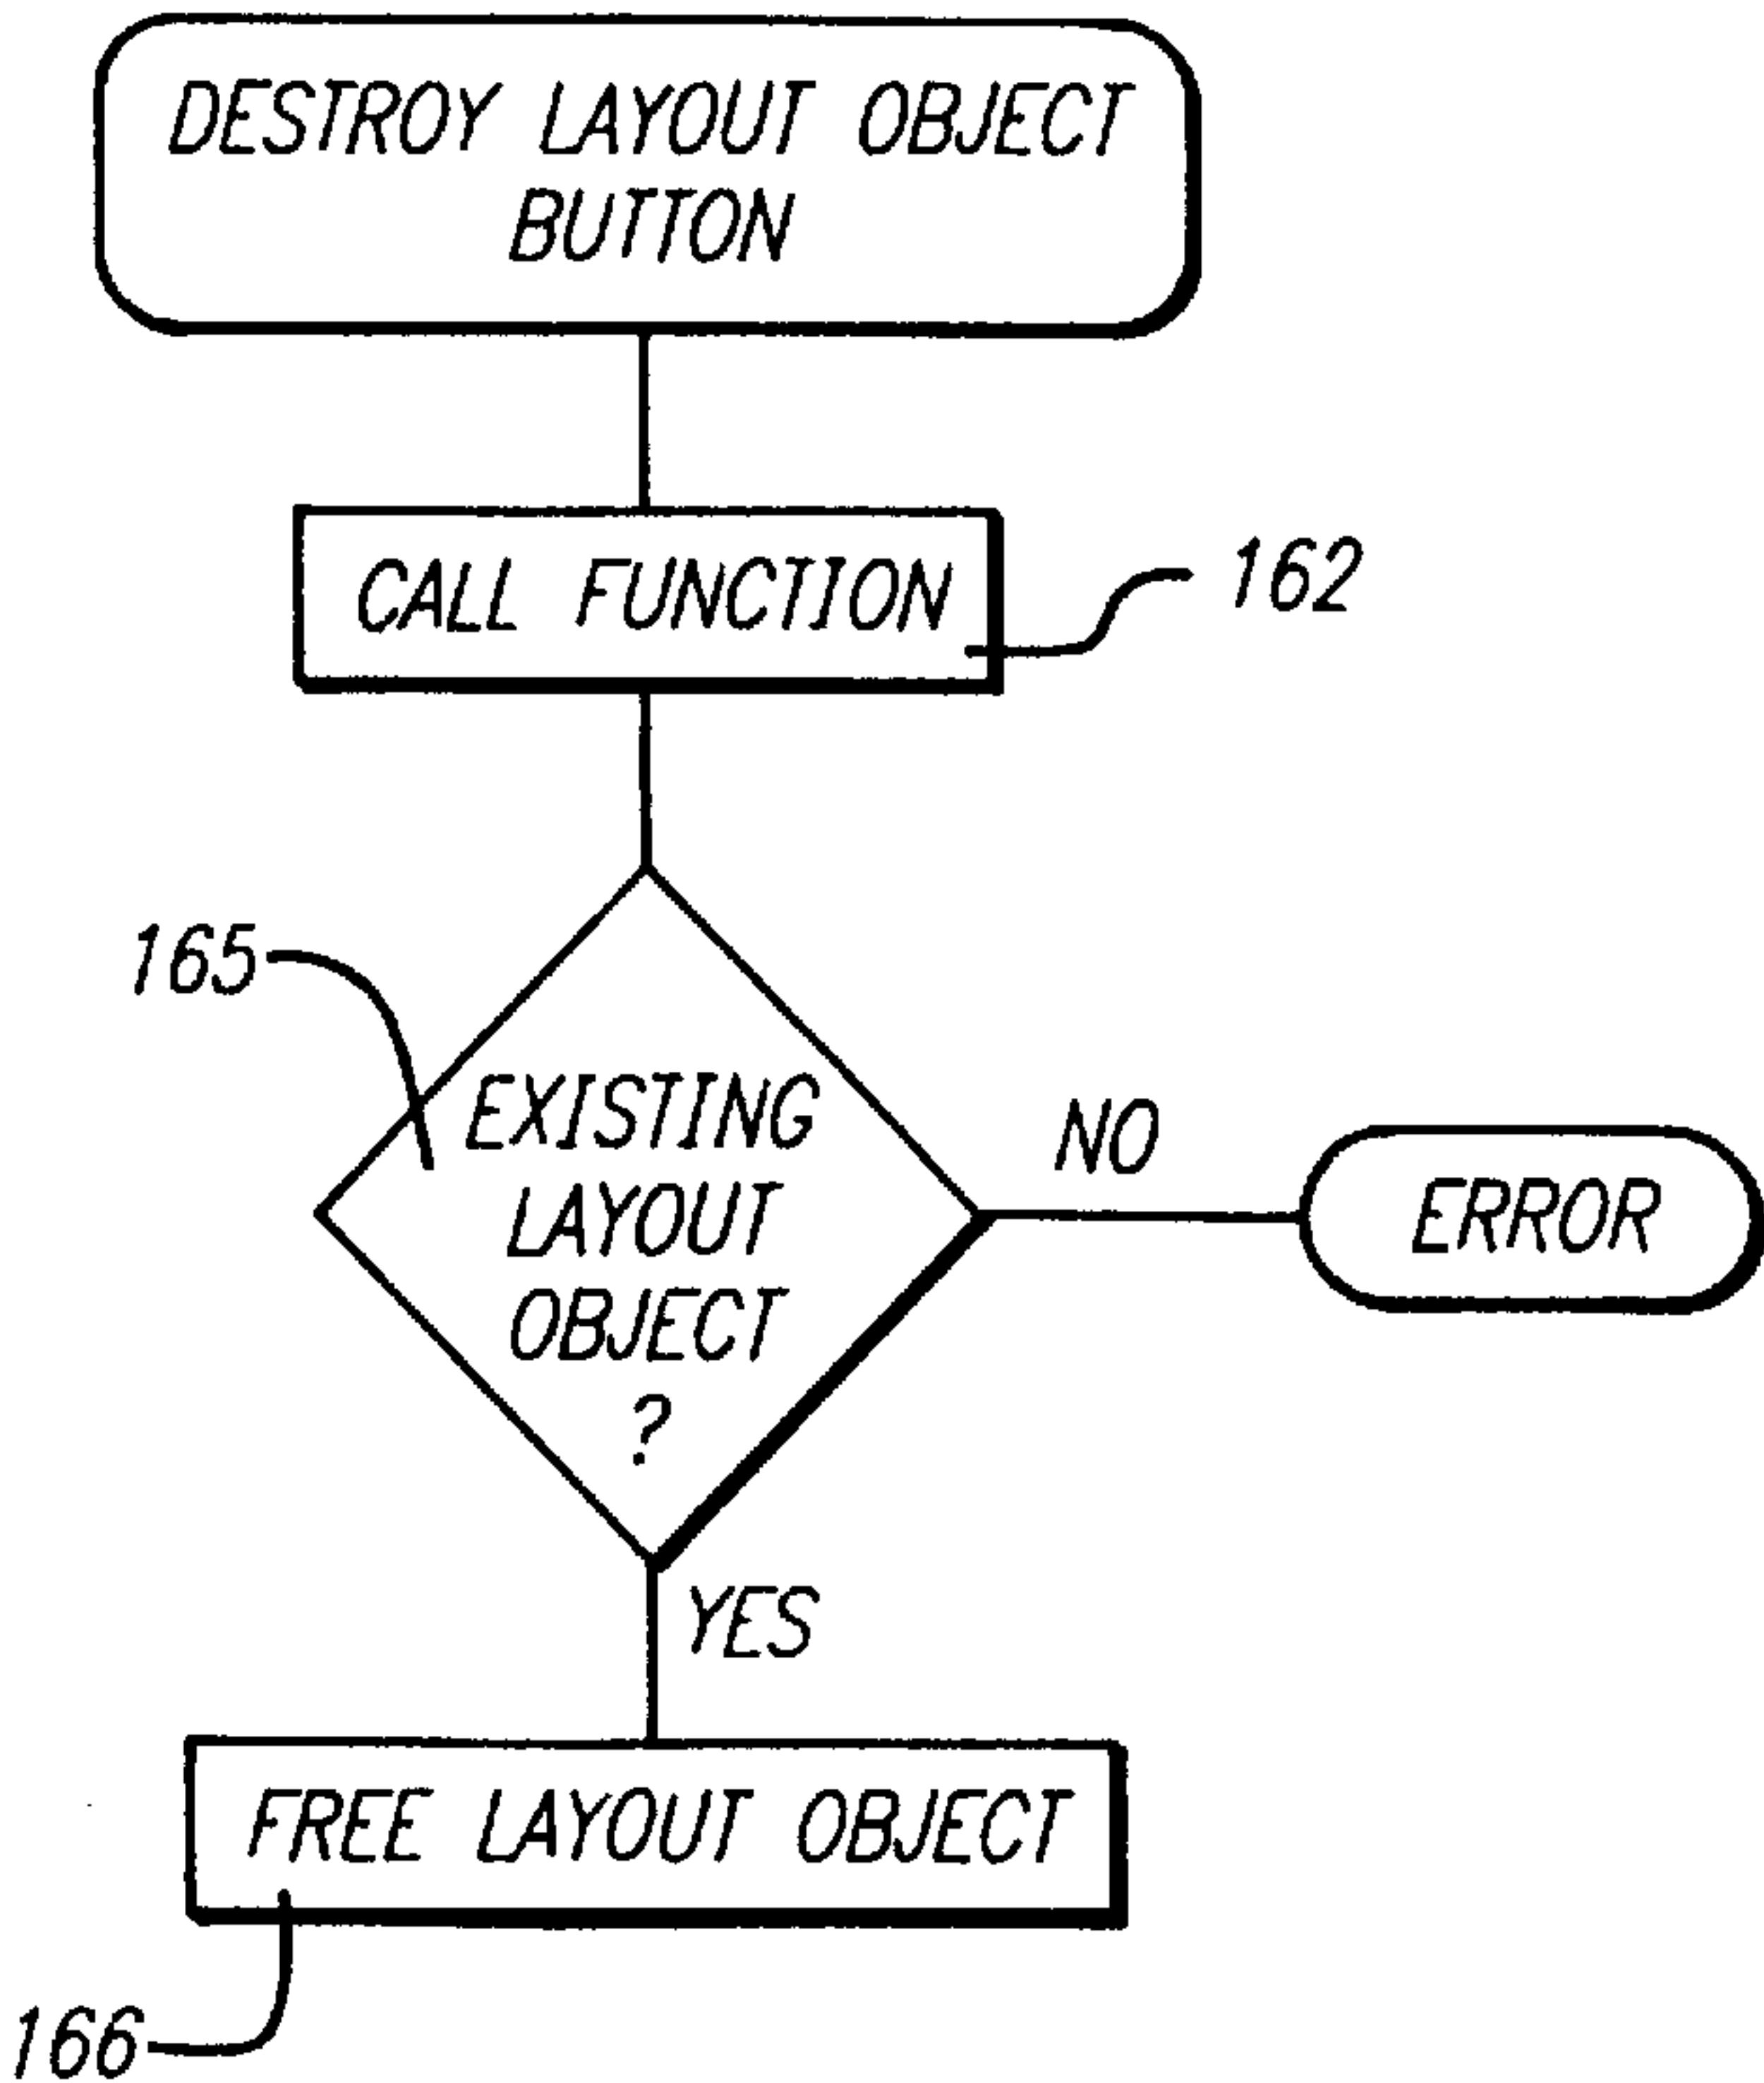 DESTROY LAYOUT OBJECT
BUTTON
CALL FUNCTION
162
165
EXISTING
LAYOUT
OBJECT
?
NO
ERROR
YES
FREE LAYOUT OBJECT
166